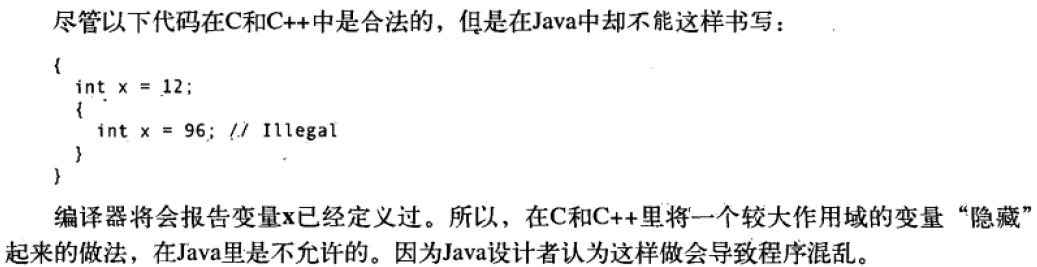 尽管以下代码在C和C++中是合法的，但是在Java中却不能这样书写：
{
int x = 12;
{
int x = 96; // Illegal
}
}
编译器将会报告变量x已经定义过。所以，在C和C++里将一个较大作用域的变量“隐藏”
起来的做法，在Java里是不允许的。因为Java设计者认为这样做会导致程序混乱。